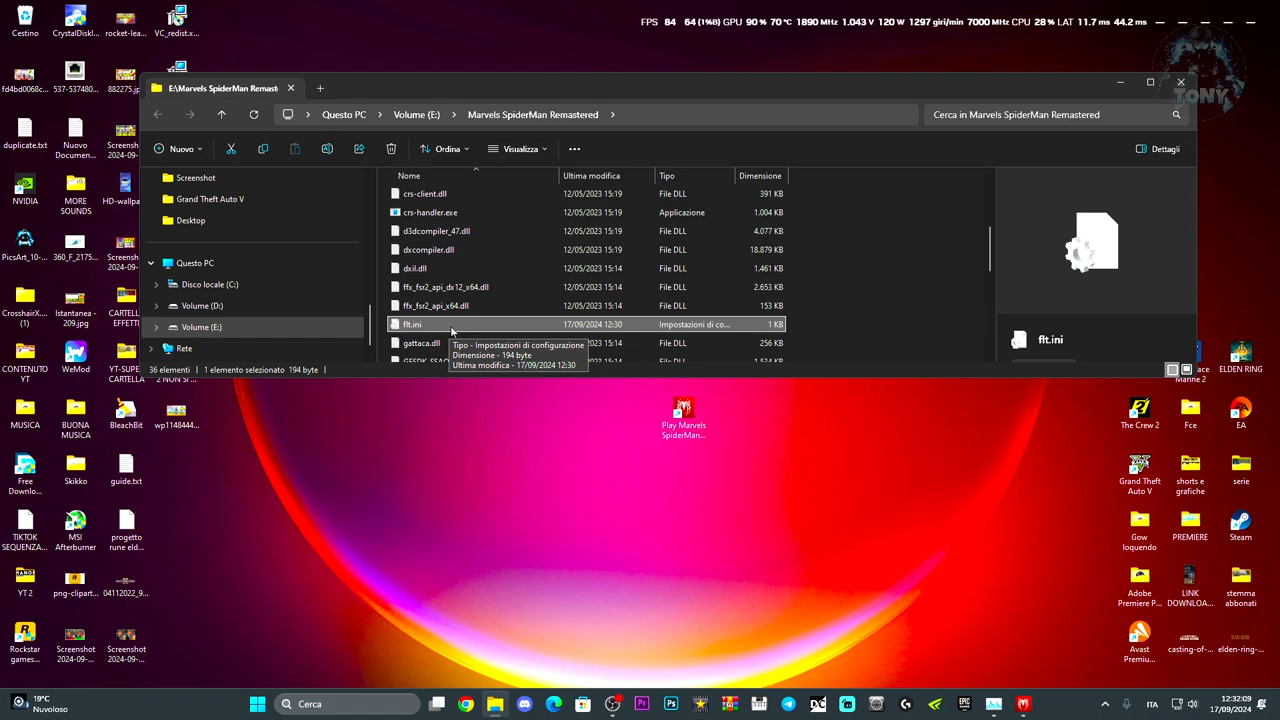 FPS 84 64 (1%) GPU 90 % 70 °C 1890 MHz 1.043 V 120 W 1297 giri/min 7000 MHz CPU 28 % LAT 11.7 ms 44.2 ms
Cestino
CrystalDiskI...
rocket-lea...
VC_redist.x...
TONY
fd4bd0068c...
537-537480...
882275.jp...
E:\Marvels SpiderMan Remast
Questo PC
Volume (E:)
Marvels SpiderMan Remastered
Cerca in Marvels SpiderMan Remastered
duplicate.txt
Nuovo Documen...
Screensh
2024-09-
Nuovo
Ordina
Visualizza
Dettagli
Nome
Ultima modifica
Tipo
Dimensione
Screenshot
Grand Theft Auto V
Desktop
Questo PC
Disco locale (C:)
Volume (D:)
Volume (E:)
Rete
crs-client.dll 12/05/2023 15:19 File DLL 391 KB
crs-handler.exe 12/05/2023 15:19 Applicazione 1.004 KB
d3dcompiler_47.dll 12/05/2023 15:19 File DLL 4.077 KB
dxcompiler.dll 12/05/2023 15:19 File DLL 18.879 KB
dxil.dll 12/05/2023 15:14 File DLL 1.461 KB
ffx_fsr2_api_dx12_x64.dll 12/05/2023 15:14 File DLL 2.653 KB
ffx_fsr2_api_x64.dll 12/05/2023 15:14 File DLL 153 KB
flt.ini 17/09/2024 12:30 Impostazioni di co... 1 KB
gattaca.dll 12/05/2023 15:14 File DLL 256 KB
Tipo - Impostazioni di configurazione
Dimensione - 194 byte
Ultima modifica - 17/09/2024 12:30
flt.ini
36 elementi
1 elemento selezionato 194 byte
NVIDIA
MORE SOUNDS
HD-wallpa
PicsArt_10-
360_F_2175...
Screensh
2024-09-
CrosshairX....
(1)
Istantanea -
209.jpg
CARTELL
EFFETTI
CONTENUTO
YT
WeMod
YT-SUPER
CARTELLA
2 NON SI ...
MUSICA
BUONA
MUSICA
BleachBit
wp1148444...
Free
Downlo...
Skikko
guide.txt
TIKTOK
SEQUENZA...
MSI
Afterburner
progetto
rune eld...
YT 2
png-clipart...
04112022_9...
Rockstar
games...
Screenshot
2024-09-...
Screenshot
2024-09-...
Play Marvels
SpiderMan...
Marine 2
ELDEN RING
The Crew 2
Fce
EA
Grand Theft
Auto V
shorts e
grafiche
serie
Gow
loquendo
PREMIERE
Steam
Adobe
Premiere P...
LINK
DOWNLOA...
stemma
abbonati
Avast
Premiu...
casting-of-...
elden-ring-...
19°C
Nuvoloso
Cerca
ITA
12:32:09
17/09/2024